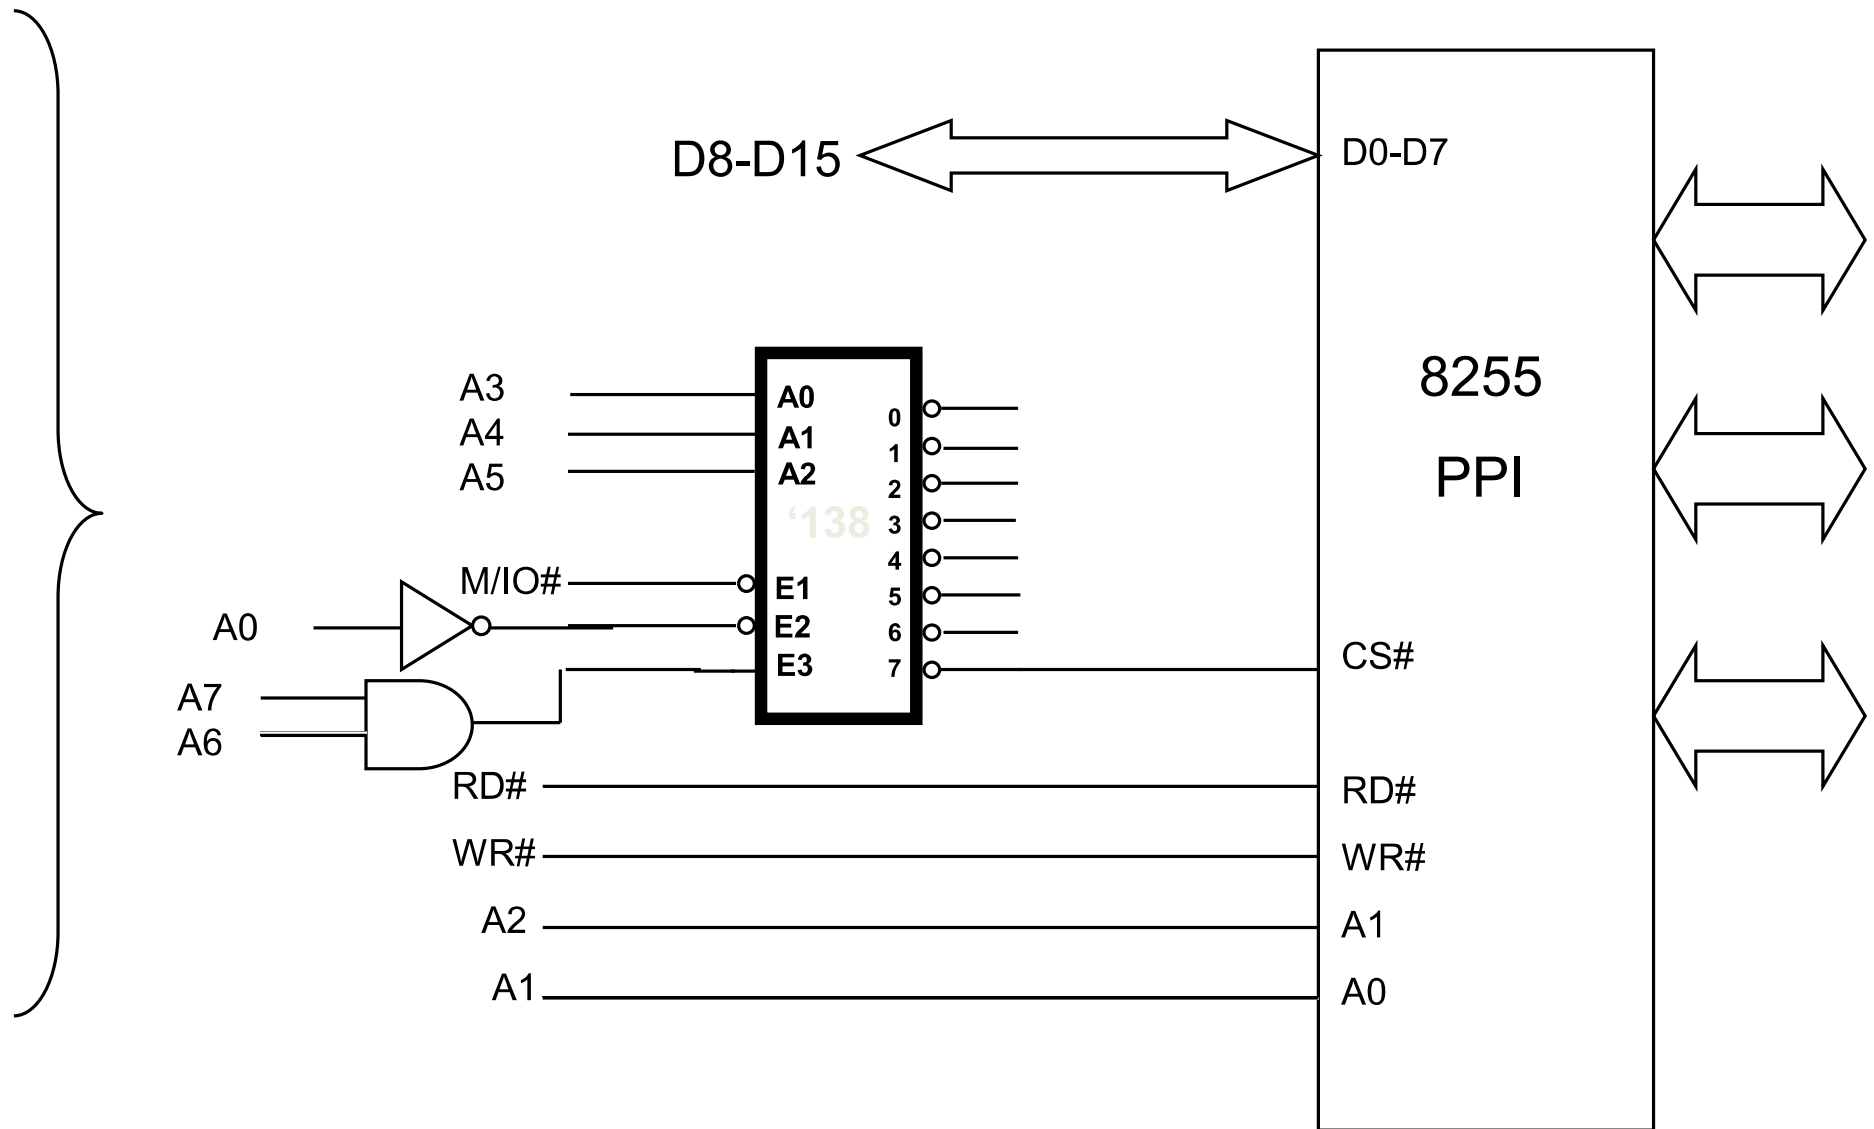 D8-D15
D0-D7
8255
PPI
A3
A4
A5
A0
A1
A2
‘138
0
1
2
3
4
5
6
7
M/IO#
E1
E2
E3
A0
A7
A6
CS#
RD#
RD#
WR#
WR#
A2
A1
A1
A0